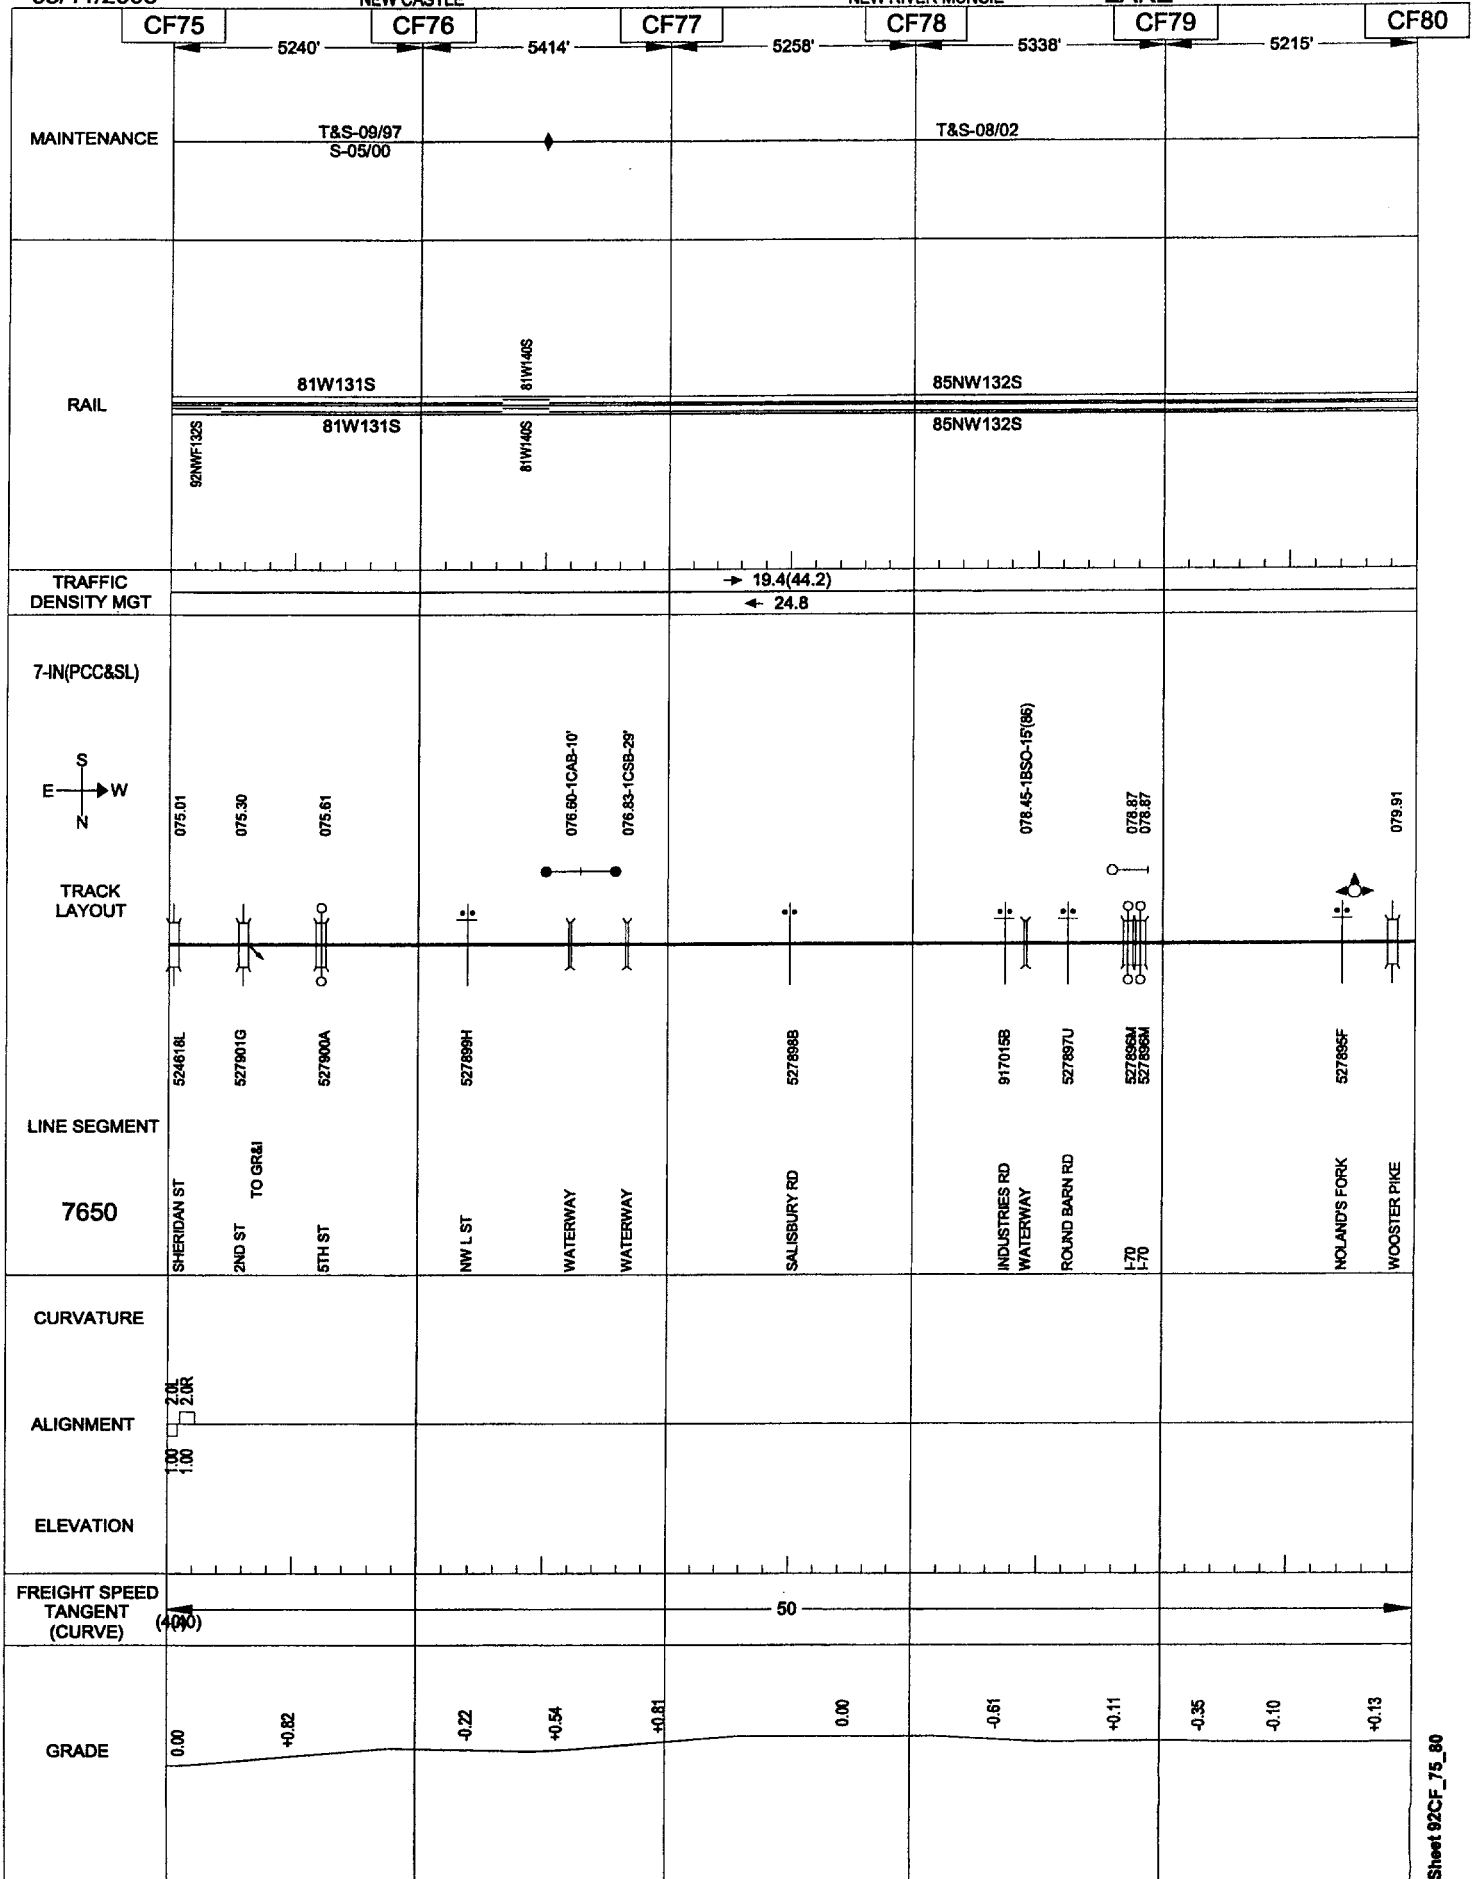 NEW CASTLE
CF75 CF76 CF77 CF78 CF79 CF80
5240' 5414' 5258' 5338' 5215'
MAINTENANCE
T&S-09/97
S-05/00
T&S-08/02
RAIL
81W131S 81W140S 85NW132S
81W131S 81W140S 85NW132S
92NWF132S
TRAFFIC
DENSITY MGT
19.4(44.2)
24.8
7-IN(PCC&SL)
S
E W
N
075.01 075.30 075.61 076.60-1CAB-10' 076.83-1CSB-29' 078.45-1BSO-15'(86) 078.87 078.87 079.91
TRACK
LAYOUT
524618L 527901G 527900A 527899H 527898B 917015B 527897U 527896M 527896M 527895F
LINE SEGMENT
7650
SHERIDAN ST
2ND ST
TO GR&I
5TH ST
NW L ST
WATERWAY
WATERWAY
SALISBURY RD
INDUSTRIES RD
WATERWAY
ROUND BARN RD
I-70
I-70
NOLAND'S FORK
WOOSTER PIKE
CURVATURE
2.0L
2.0R
ALIGNMENT
1.00
1.00
ELEVATION
FREIGHT SPEED
TANGENT
(CURVE)
50
GRADE
0.00 +0.82 -0.22 +0.54 +0.81 0.00 -0.61 +0.11 -0.35 -0.10 +0.13
Sheet 92CF_75_80